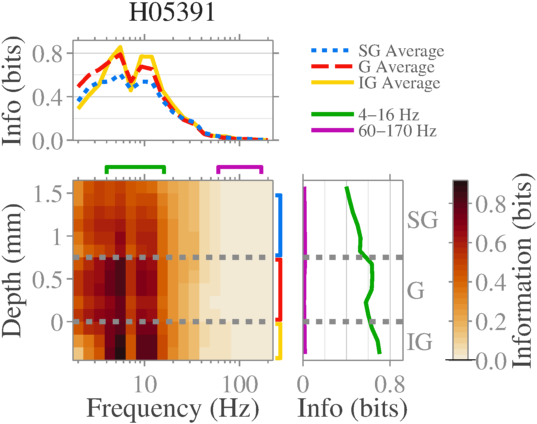 H05391
Info (bits)
0.8
0.4
0.0
SG Average
G Average
IG Average
4–16 Hz
60–170 Hz
Depth (mm)
1.5
1
0.5
0
10
100
Frequency (Hz)
SG
G
IG
0
0.8
Info (bits)
0.8
0.6
0.4
0.2
0.0
Information (bits)